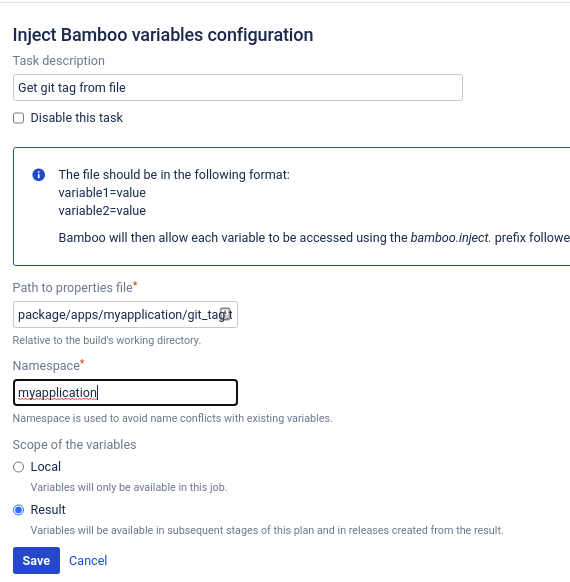 Inject Bamboo variables configuration
Task description
Get git tag from file
Disable this task
The file should be in the following format:
variable1=value
variable2=value
Bamboo will then allow each variable to be accessed using the bamboo.inject. prefix followe
Path to properties file*
package/apps/myapplication/git_tag.t
Relative to the build's working directory.
Namespace*
myapplication
Namespace is used to avoid name conflicts with existing variables.
Scope of the variables
Local
Variables will only be available in this job.
Result
Variables will be available in subsequent stages of this plan and in releases created from the result.
Save Cancel